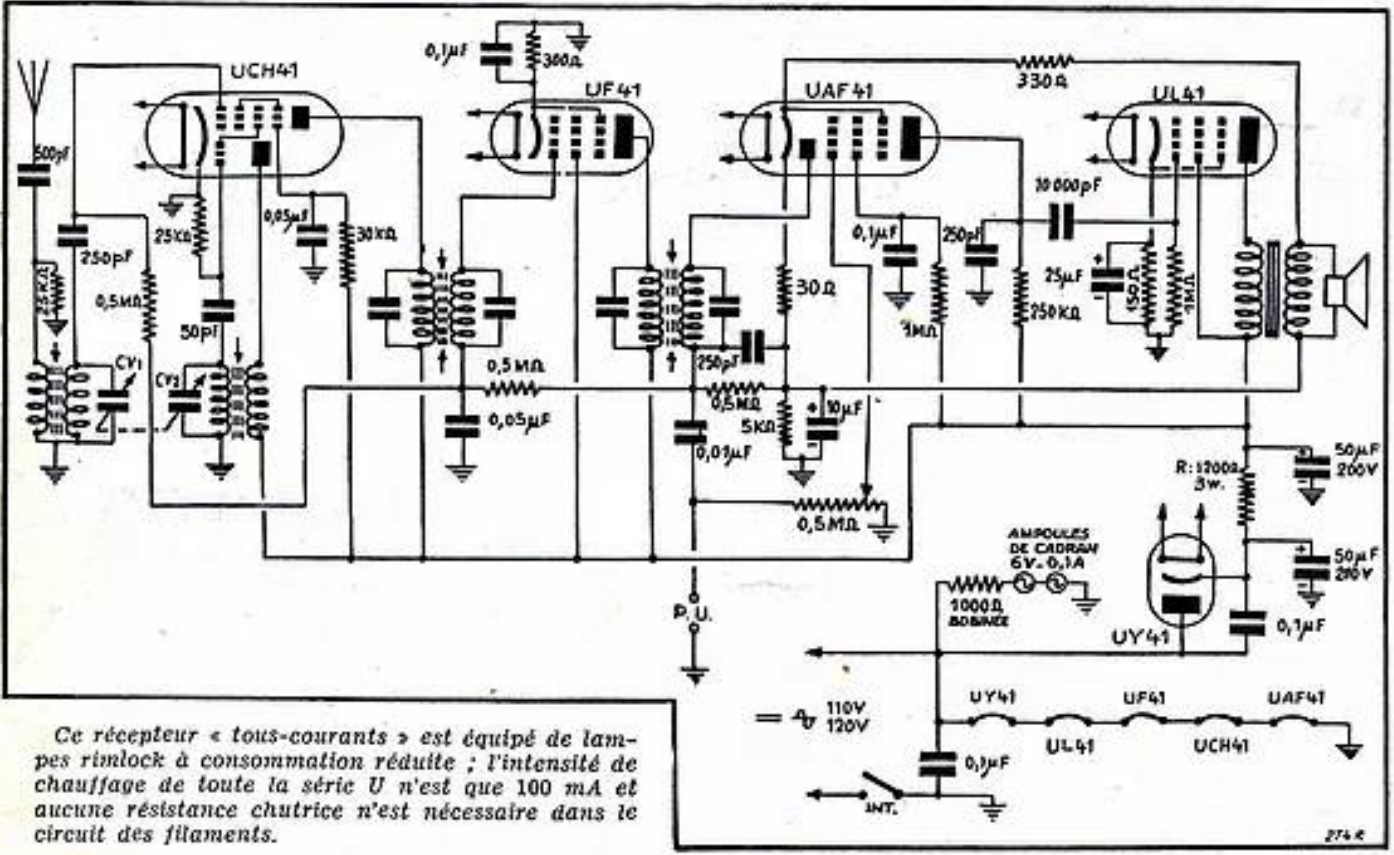 UCH41
0,1µF
300Ω
UF41
UAF41
330Ω
UL41
500pF
250pF
25KΩ
0,5MΩ
25KΩ
50pF
0,05µF
30KΩ
CV1
CV2
0,5MΩ
0,05µF
250pF
0,5MΩ
0,01µF
30Ω
5KΩ
10µF
0,5MΩ
0,1µF
1MΩ
250pF
250KΩ
10000pF
25µF
150Ω
1MΩ
P.U.
R:1200Ω
3w.
50µF
200V
50µF
200V
AMPOULES
DE CADRAN
6V-0,1A
1000Ω
BOBINÉE
UY41
0,1µF
110V
120V
UY41
UL41
UF41
UCH41
UAF41
0,1µF
INT.
274 R
Ce récepteur « tous-courants » est équipé de lam-
pes rimlock à consommation réduite ; l'intensité de
chauffage de toute la séric U n'est que 100 mA et
aucune résistance chutrice n'est nécessaire dans le
circuit des filaments.